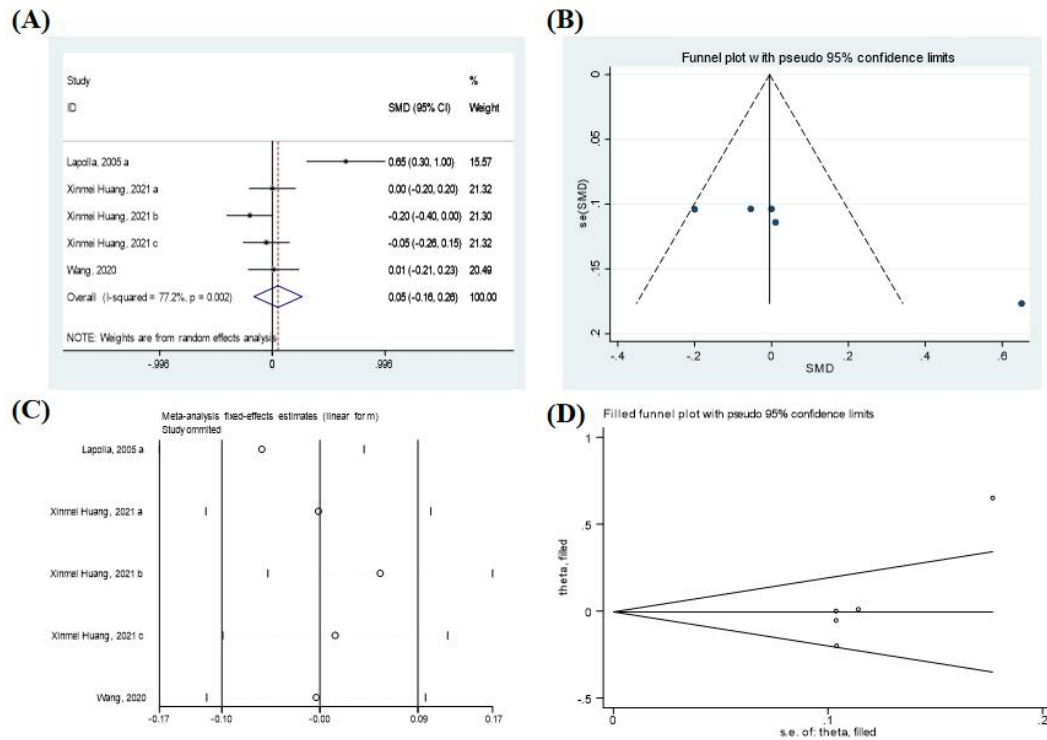 (A)
Study %
ID SMD (95% CI) Weight
Lapolla, 2005 a 0.65 (0.30, 1.00) 15.57
Xinmei Huang, 2021 a 0.00 (-0.20, 0.20) 21.32
Xinmei Huang, 2021 b -0.20 (-0.40, 0.00) 21.30
Xinmei Huang, 2021 c -0.05 (-0.26, 0.15) 21.32
Wang, 2020 0.01 (-0.21, 0.23) 20.49
Overall (I-squared = 77.2%, p = 0.002) 0.05 (-0.16, 0.26) 100.00
NOTE: Weights are from random effects analysis
-.996 0 .996
(B)
Funnel plot with pseudo 95% confidence limits
se(SMD)
0
.05
.1
.15
.2
-.4 -.2 0 .2 .4 .6
SMD
(C)
Meta-analysis fixed-effects estimates (linear form)
Study ommited
Lapolla, 2005 a
Xinmei Huang, 2021 a
Xinmei Huang, 2021 b
Xinmei Huang, 2021 c
Wang, 2020
-0.17 -0.10 -0.00 0.09 0.17
(D)
Filled funnel plot with pseudo 95% confidence limits
theta, filled
1
.5
0
-.5
0 .1 .2
s.e. of: theta, filled